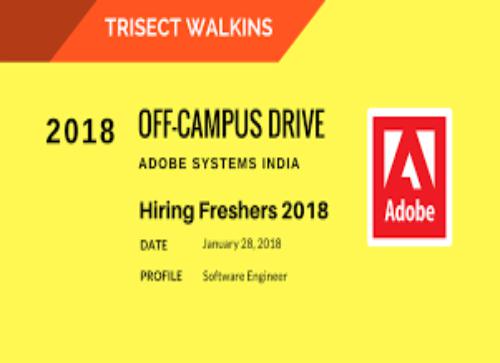 TRISECT WALKINS
2018 OFF-CAMPUS DRIVE
ADOBE SYSTEMS INDIA
Hiring Freshers 2018
DATE January 28, 2018
PROFILE Software Engineer
Adobe